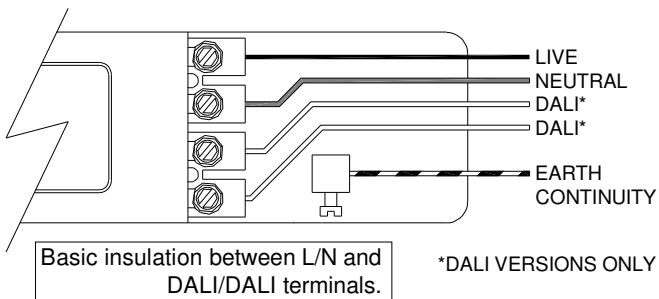 LIVE
NEUTRAL
DALI*
DALI*
EARTH
CONTINUITY
Basic insulation between L/N and
DALI/DALI terminals.
*DALI VERSIONS ONLY